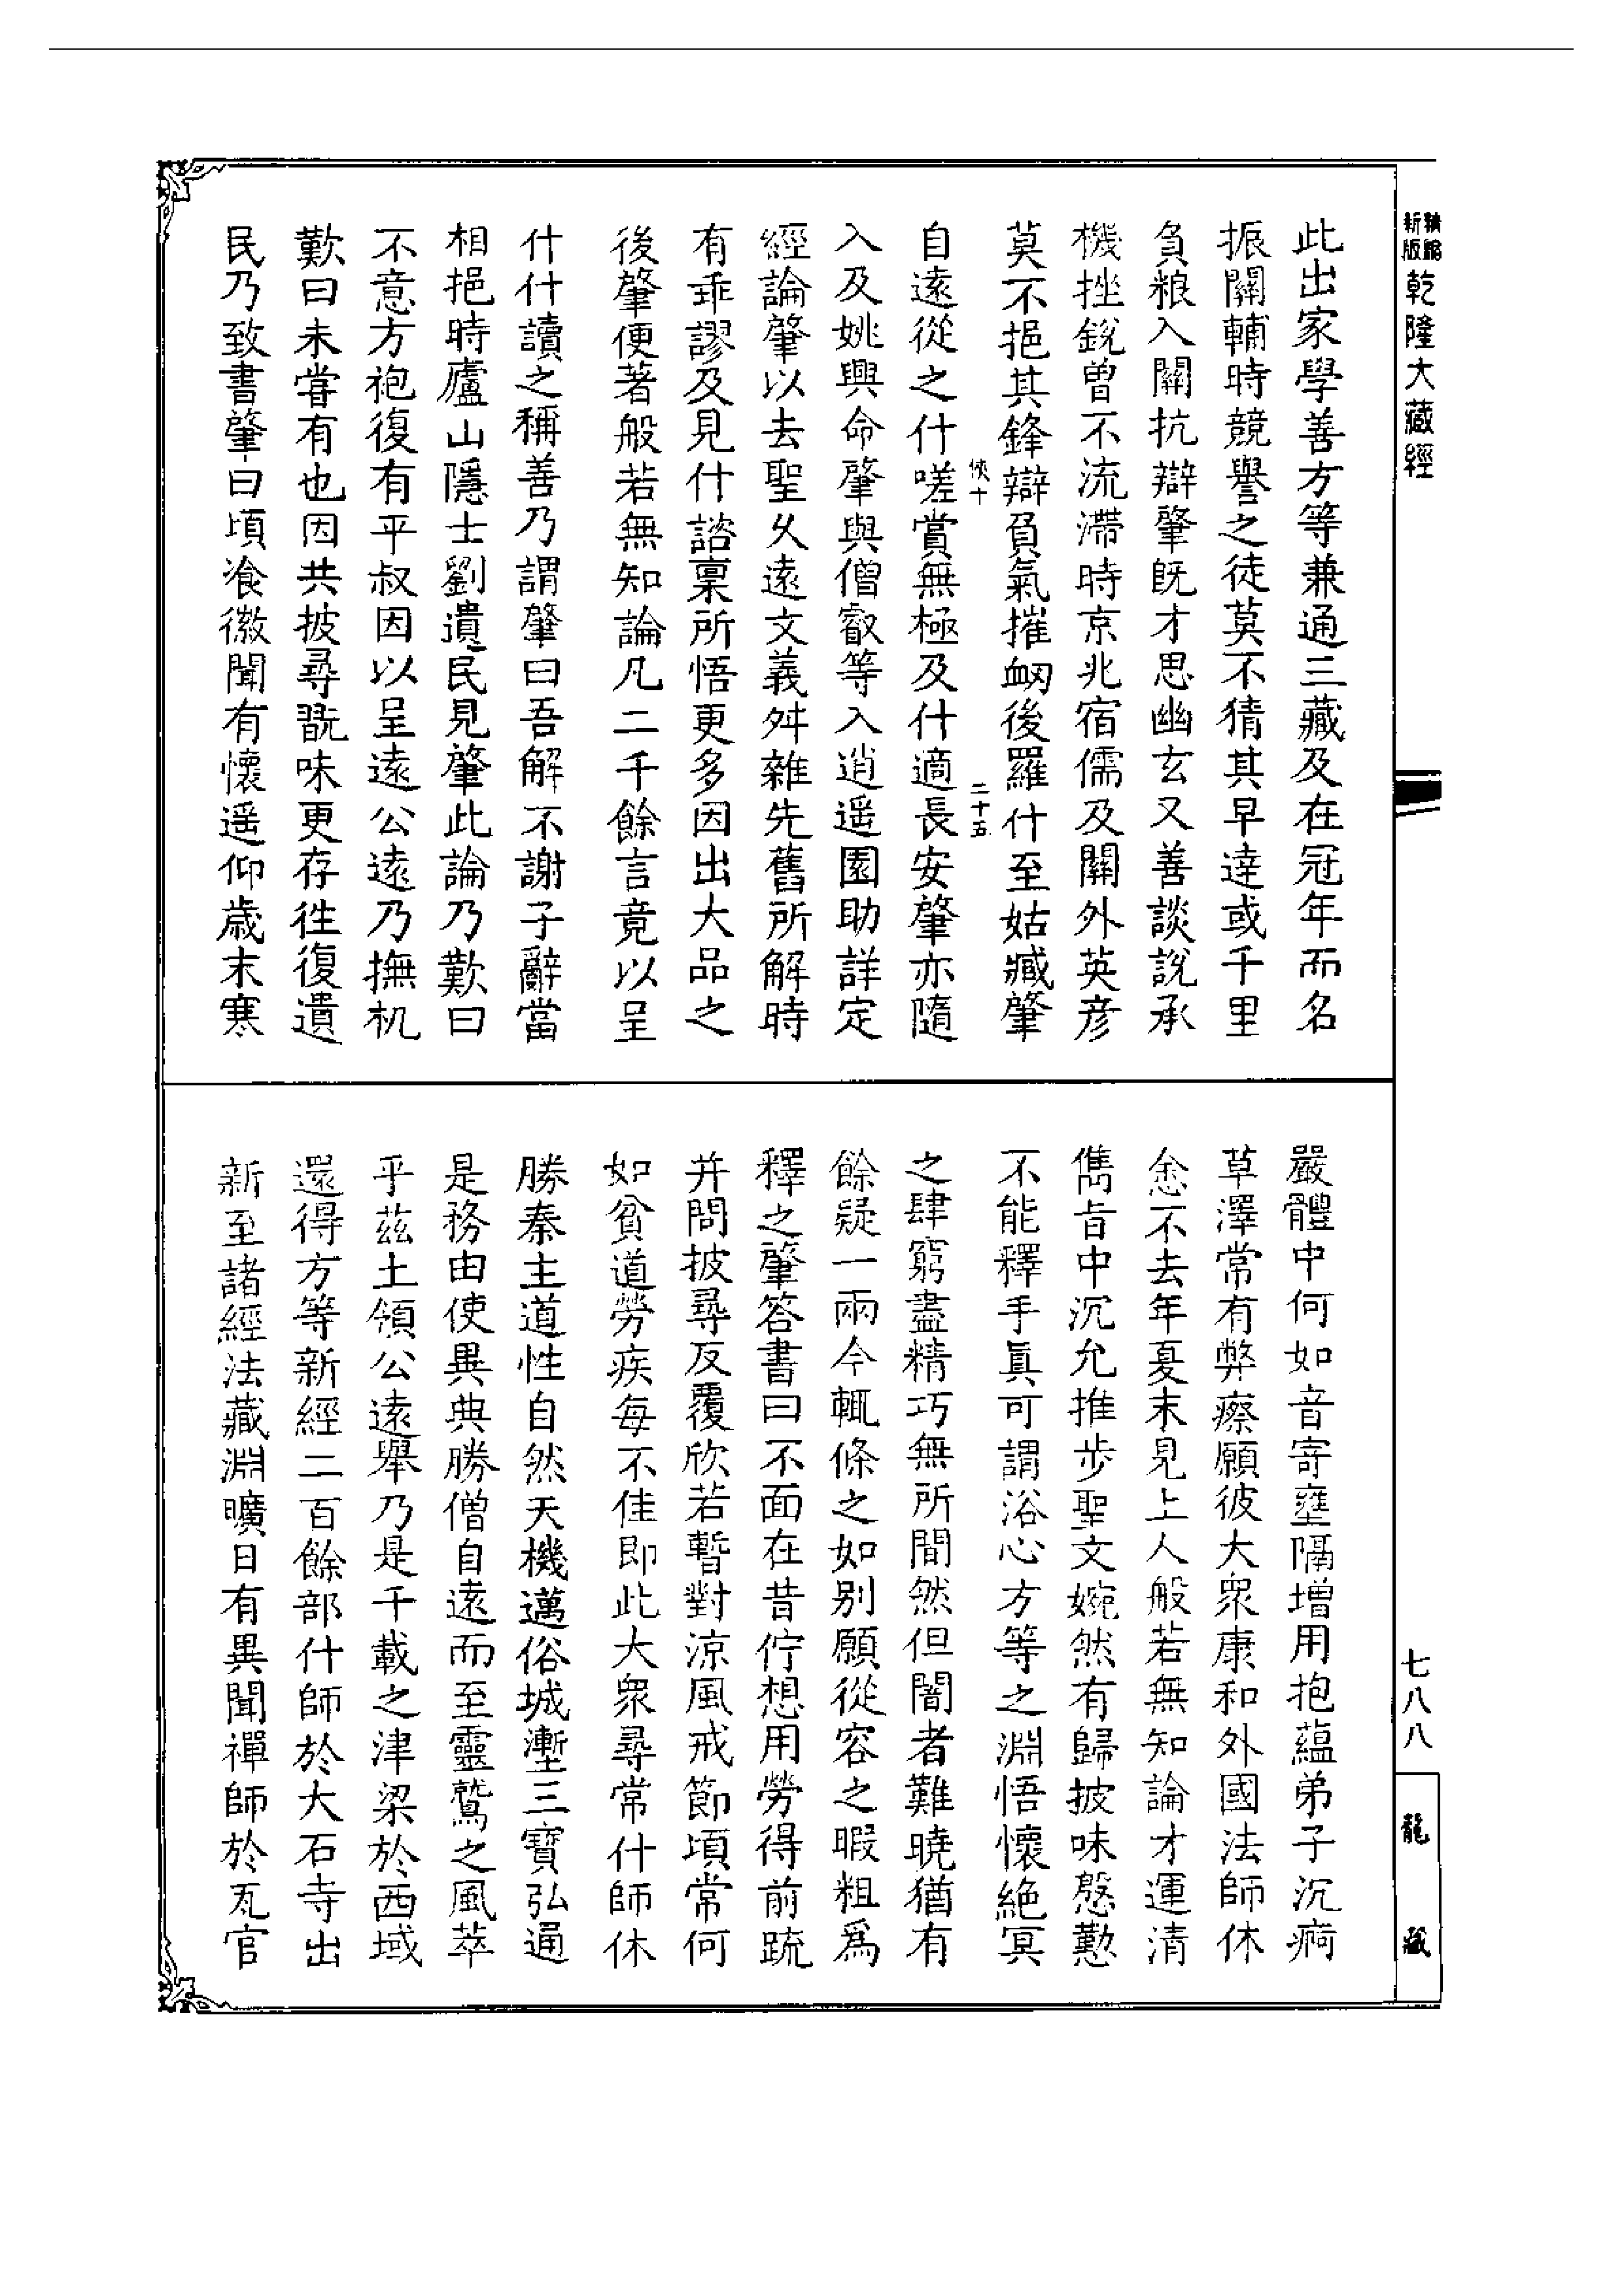 精縮
新版
乾隆大藏經
此出家學善方等兼通三藏及在冠年而名
振關輔時競譽之徒莫不猜其早達或千里
負粮入關抗辯肇旣才思幽玄又善談說承
機挫銳曾不流滯時京兆宿儒及關外英彥
莫不挹其鋒辯負氣摧衂後羅什至姑臧肇
俠十
二十五
自遠從之什嗟賞無極及什適長安肇亦隨
入及姚興命肇與僧叡等入逍遥園助詳定
經論肇以去聖久遠文義舛雜先舊所解時
有乖謬及見什諮稟所悟更多因出大品之
後肇便著般若無知論凡二千餘言竟以呈
什什讀之稱善乃謂肇曰吾解不謝子辭當
相挹時廬山隱士劉遺民見肇此論乃歎曰
不意方袍復有平叔因以呈遠公遠乃撫机
歎曰未甞有也因共披尋翫味更存徃復遺
民乃致書肇曰頃飡徽聞有懷遥仰歳末寒
嚴體中何如音寄壅隔增用抱蘊弟子沉痾
草澤常有弊瘵願彼大衆康和外國法師休
悆不去年夏末見上人般若無知論才運清
儁旨中沉允推步聖文婉然有歸披味慇懃
不能釋手眞可謂浴心方等之淵悟懷絶冥
之肆窮盡精巧無所間然但闇者難曉猶有
餘疑一兩今輒條之如别願從容之暇粗爲
釋之肇答書曰不面在昔佇想用勞得前䟽
并問披尋反覆欣若暫對涼風戒節頃常何
如貧道勞疾每不佳即此大衆尋常什師休
勝秦主道性自然天機邁俗城塹三寶弘通
是務由使異典勝僧自遠而至靈鷲之風萃
乎茲土領公遠舉乃是千載之津梁於西域
還得方等新經二百餘部什師於大石寺出
新至諸經法藏淵曠日有異聞禪師於瓦官
七八八
龍藏